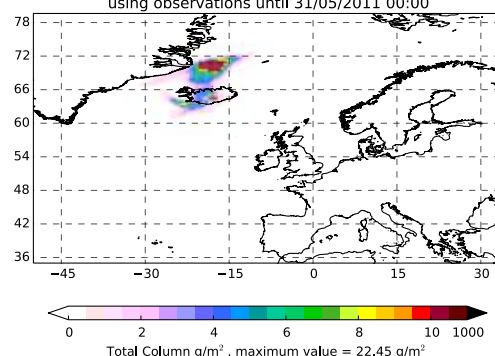 using observations until 31/05/2011 00:00
78
72
66
60
54
48
42
36
−45 −30 −15 0 15 30
0 2 4 6 8 10 1000
Total Column g/m² , maximum value = 22.45 g/m²